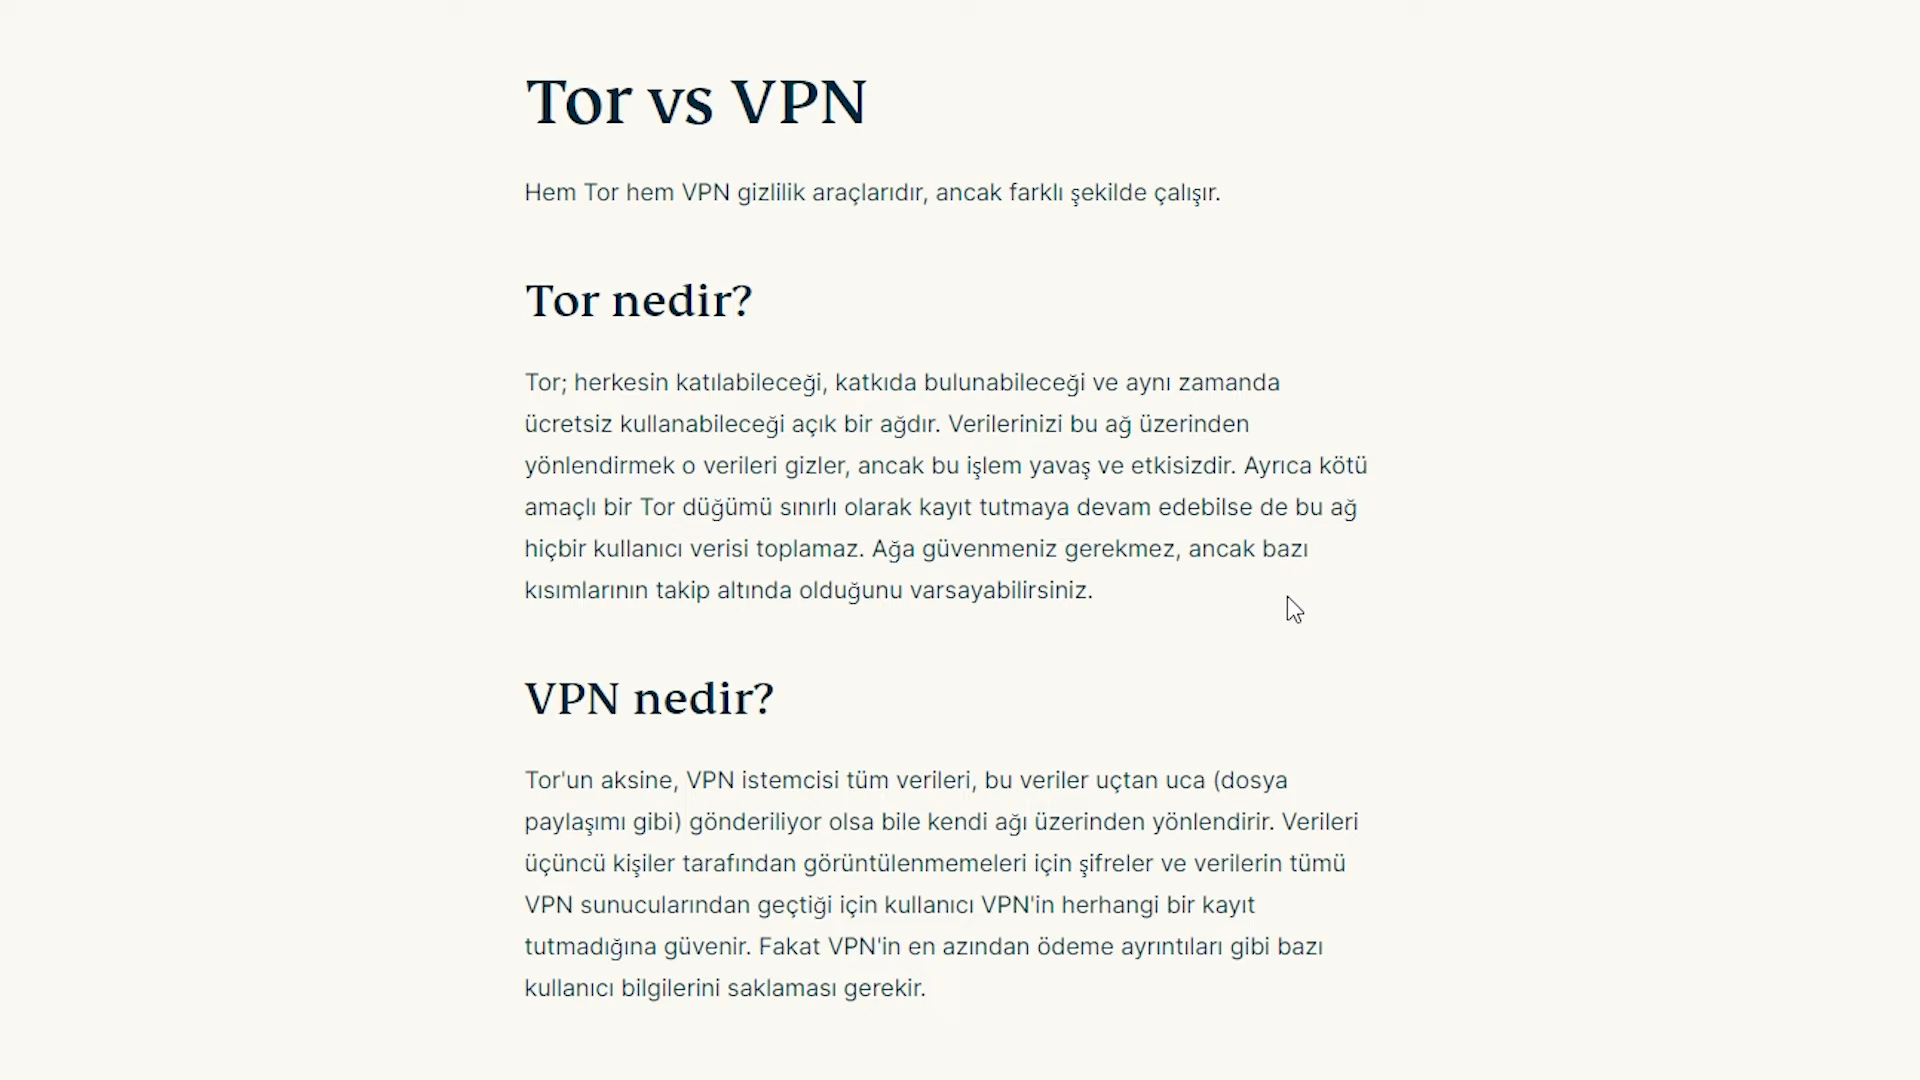 Tor vs VPN
Hem Tor hem VPN gizlilik araçlarıdır, ancak farklı şekilde çalışır.
Tor nedir?
Tor; herkesin katılabileceği, katkıda bulunabileceği ve aynı zamanda
ücretsiz kullanabileceği açık bir ağdır. Verilerinizi bu ağ üzerinden
yönlendirmek o verileri gizler, ancak bu işlem yavaş ve etkisizdir. Ayrıca kötü
amaçlı bir Tor düğümü sınırlı olarak kayıt tutmaya devam edebilse de bu ağ
hiçbir kullanıcı verisi toplamaz. Ağa güvenmeniz gerekmez, ancak bazı
kısımlarının takip altında olduğunu varsayabilirsiniz.
VPN nedir?
Tor'un aksine, VPN istemcisi tüm verileri, bu veriler uçtan uca (dosya
paylaşımı gibi) gönderiliyor olsa bile kendi ağı üzerinden yönlendirir. Verileri
üçüncü kişiler tarafından görüntülenmemeleri için şifreler ve verilerin tümü
VPN sunucularından geçtiği için kullanıcı VPN'in herhangi bir kayıt
tutmadığına güvenir. Fakat VPN'in en azından ödeme ayrıntıları gibi bazı
kullanıcı bilgilerini saklaması gerekir.